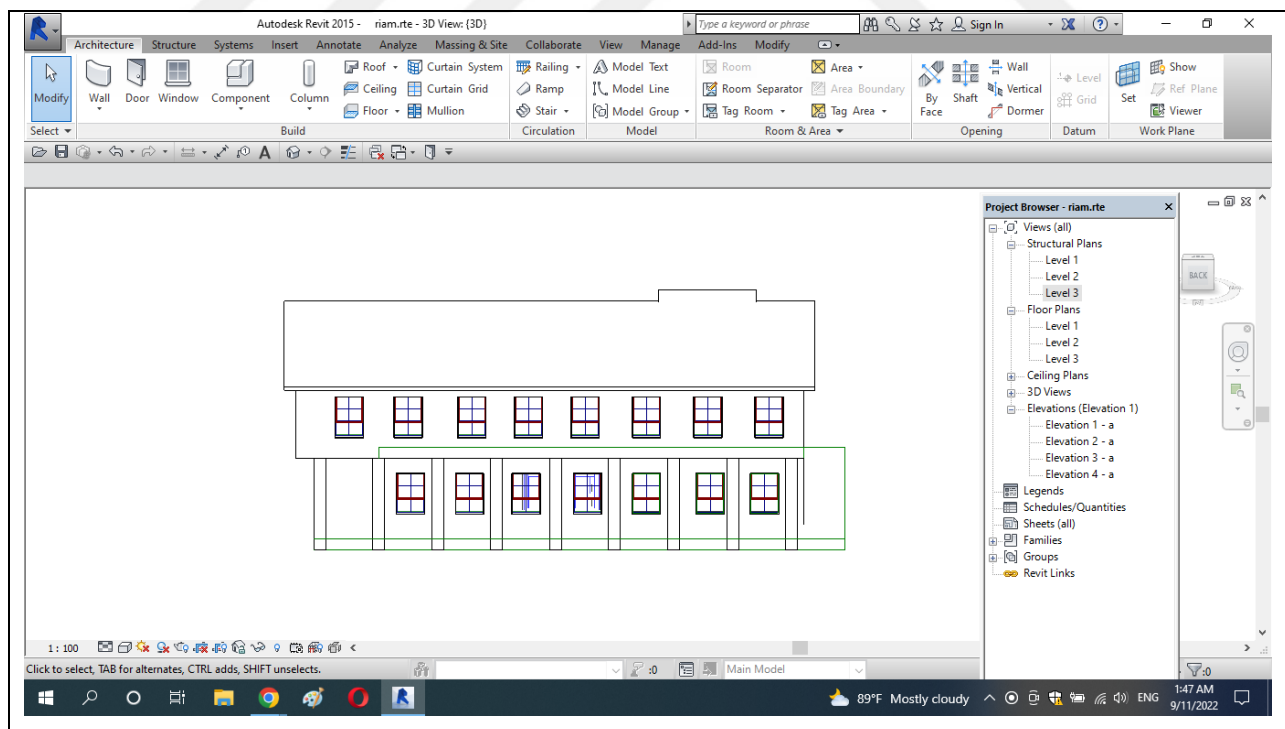 Autodesk Revit 2015 - riam.rte - 3D View: {3D} Type a keyword or phrase Sign In
Architecture Structure Systems Insert Annotate Analyze Massing & Site Collaborate View Manage Add-Ins Modify
Roof Curtain System Railing Model Text Room Area Wall Show
Ceiling Curtain Grid Ramp Model Line Room Separator Area Boundary Vertical Level Ref Plane
Modify Wall Door Window Component Column By Face Shaft Grid Set
Floor Mullion Stair Model Group Tag Room Tag Area Dormer Viewer
Select Build Circulation Model Room & Area Opening Datum Work Plane
Project Browser - riam.rte
Views (all)
Structural Plans
Level 1
Level 2
Level 3
Floor Plans
Level 1
Level 2
Level 3
Ceiling Plans
3D Views
Elevations (Elevation 1)
Elevation 1 - a
Elevation 2 - a
Elevation 3 - a
Elevation 4 - a
Legends
Schedules/Quantities
Sheets (all)
Families
Groups
Revit Links
BACK
1 : 100
Click to select, TAB for alternates, CTRL adds, SHIFT unselects. :0 Main Model :0
89°F Mostly cloudy ENG 1:47 AM
9/11/2022